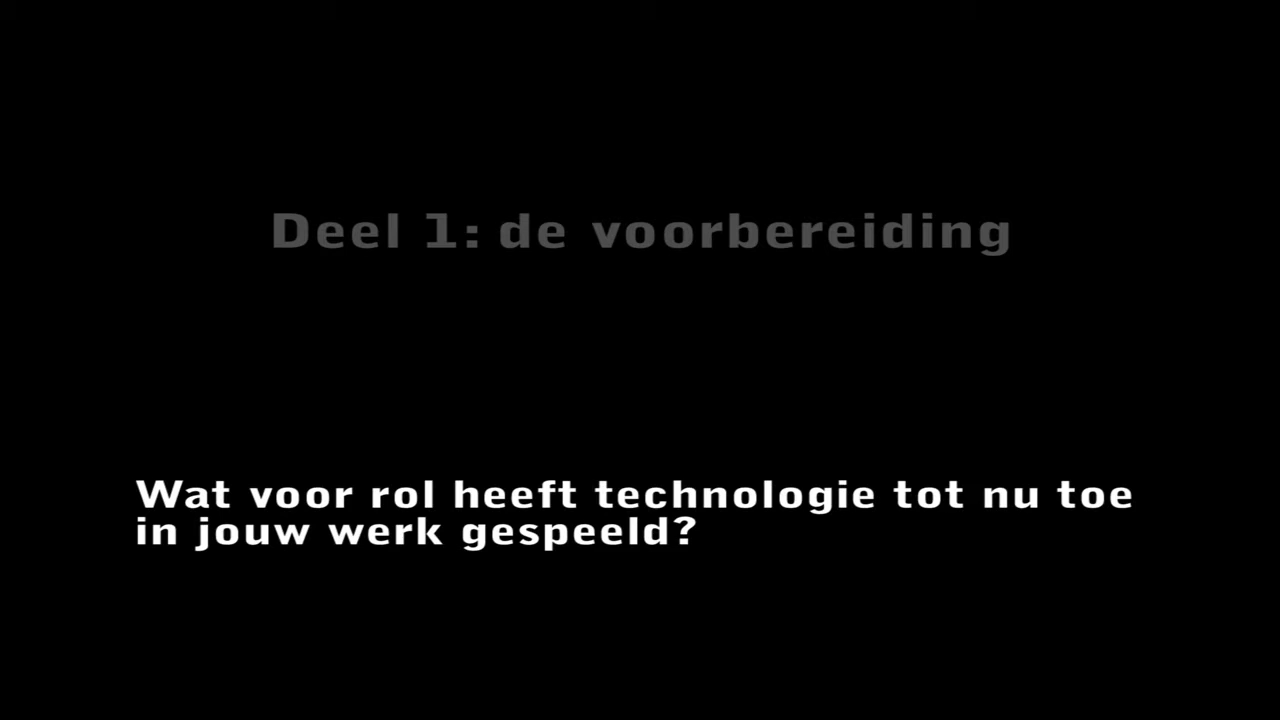 Deel 1: de voorbereiding
Wat voor rol heeft technologie tot nu toe
in jouw werk gespeeld?